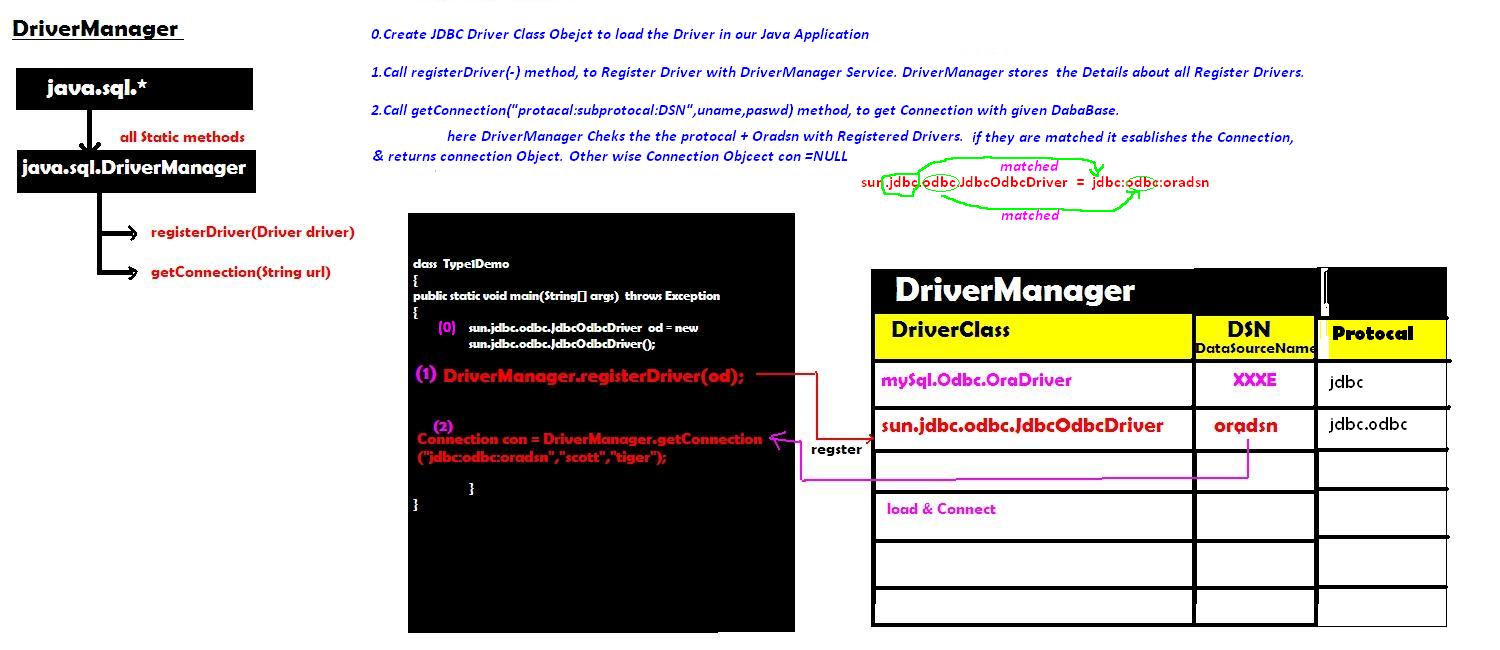 DriverManager
java.sql.*
all Static methods
java.sql.DriverManager
registerDriver(Driver driver)
getConnection(String url)
0.Create JDBC Driver Class Obejct to load the Driver in our Java Application
1.Call registerDriver(-) method, to Register Driver with DriverManager Service. DriverManager stores the Details about all Register Drivers.
2.Call getConnection("protacal:subprotocal:DSN",uname,paswd) method, to get Connection with given DabaBase.
here DriverManager Cheks the the protocal + Oradsn with Registered Drivers. if they are matched it esablishes the Connection,
& returns connection Object. Other wise Connection Objcect con =NULL
matched
sun.jdbc.odbc.JdbcOdbcDriver = jdbc:odbc:oradsn
matched
class Type1Demo
{
public static void main(String[] args) throws Exception
{
(0) sun.jdbc.odbc.JdbcOdbcDriver od = new
sun.jdbc.odbc.JdbcOdbcDriver();
(1) DriverManager.registerDriver(od);
(2)
Connection con = DriverManager.getConnection
("jdbc:odbc:oradsn","scott","tiger");
}
}
regster
DriverManager
DriverClass DSN Protocal
DataSourceName
mySql.Odbc.OraDriver XXXE jdbc
sun.jdbc.odbc.JdbcOdbcDriver oradsn jdbc.odbc
load & Connect